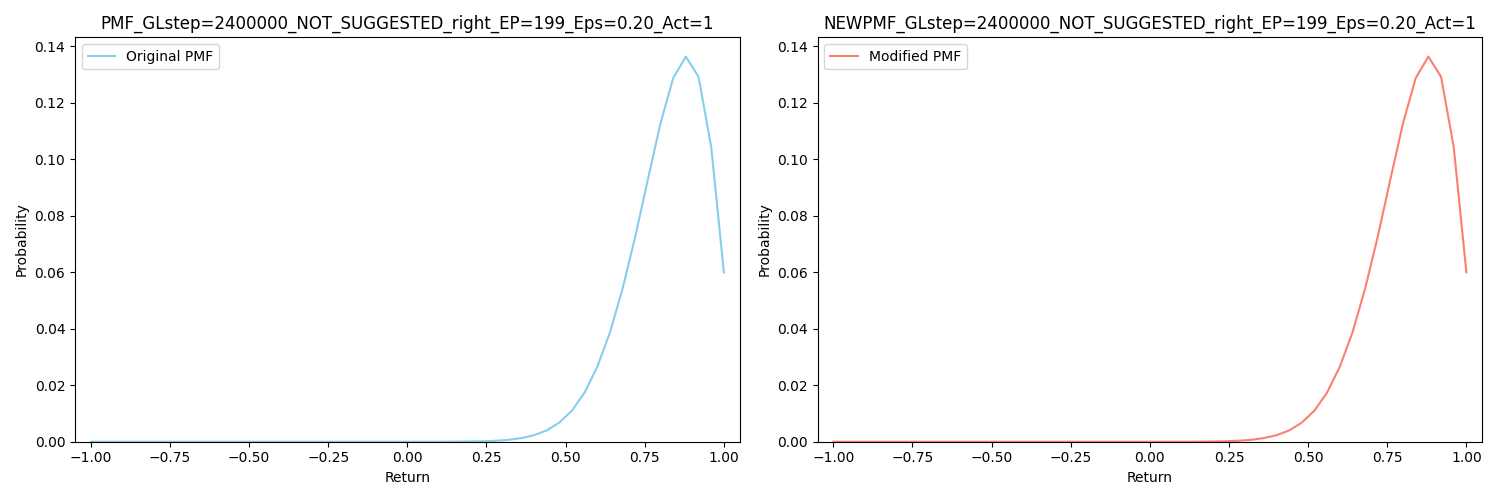 PMF_GLstep=2400000_NOT_SUGGESTED_right_EP=199_Eps=0.20_Act=1
Original PMF
0.14
0.12
0.10
0.08
0.06
0.04
0.02
0.00
Probability
−1.00 −0.75 −0.50 −0.25 0.00 0.25 0.50 0.75 1.00
Return
NEWPMF_GLstep=2400000_NOT_SUGGESTED_right_EP=199_Eps=0.20_Act=1
Modified PMF
0.14
0.12
0.10
0.08
0.06
0.04
0.02
0.00
Probability
−1.00 −0.75 −0.50 −0.25 0.00 0.25 0.50 0.75 1.00
Return